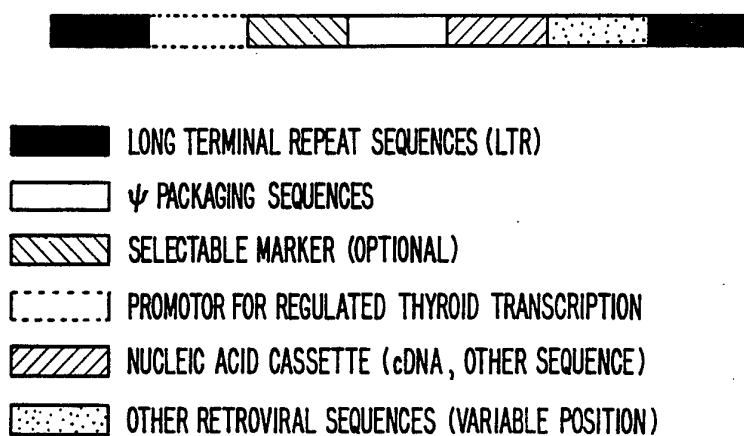 LONG TERMINAL REPEAT SEQUENCES (LTR)
ψ PACKAGING SEQUENCES
SELECTABLE MARKER (OPTIONAL)
PROMOTOR FOR REGULATED THYROID TRANSCRIPTION
NUCLEIC ACID CASSETTE (cDNA, OTHER SEQUENCE)
OTHER RETROVIRAL SEQUENCES (VARIABLE POSITION)